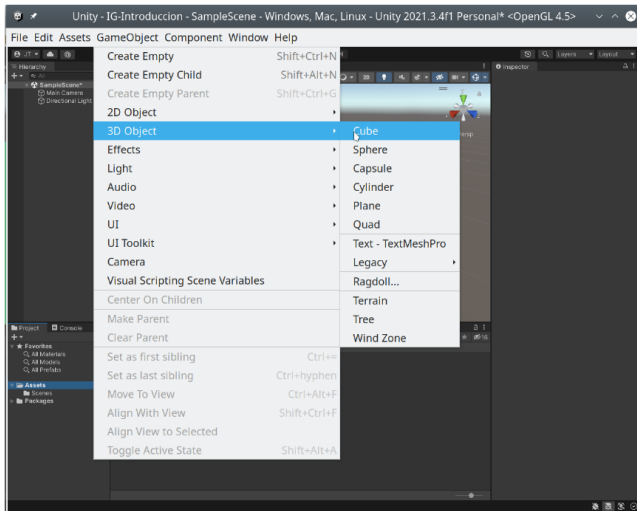 Unity - IG-Introduccion - SampleScene - Windows, Mac, Linux - Unity 2021.3.4f1 Personal* <OpenGL 4.5>
File Edit Assets GameObject Component Window Help
JT
Layers
Layout
Hierarchy
Inspector
All
SampleScene*
Main Camera
Directional Light
2D
Persp
Create Empty Shift+Ctrl+N
Create Empty Child Shift+Alt+N
Create Empty Parent Shift+Ctrl+G
2D Object
3D Object
Effects
Light
Audio
Video
UI
UI Toolkit
Camera
Visual Scripting Scene Variables
Center On Children
Make Parent
Clear Parent
Set as first sibling Ctrl+=
Set as last sibling Ctrl+hyphen
Move To View Ctrl+Alt+F
Align With View Shift+Ctrl+F
Align View to Selected
Toggle Active State Shift+Alt+A
Cube
Sphere
Capsule
Cylinder
Plane
Quad
Text - TextMeshPro
Legacy
Ragdoll...
Terrain
Tree
Wind Zone
Project Console
16
Favorites
All Materials
All Models
All Prefabs
Assets
Scenes
Packages